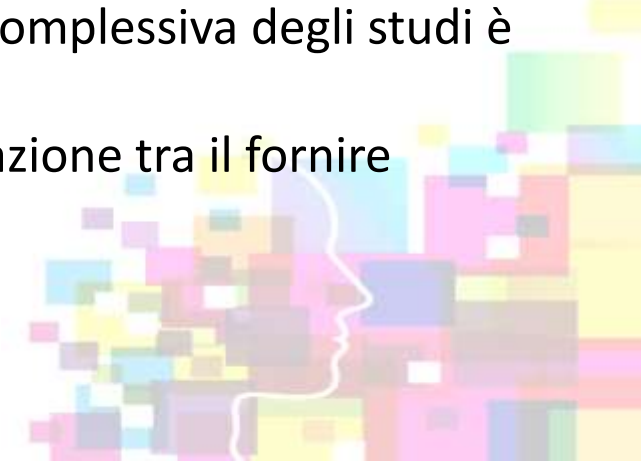 omplessiva degli studi è
zione tra il fornire